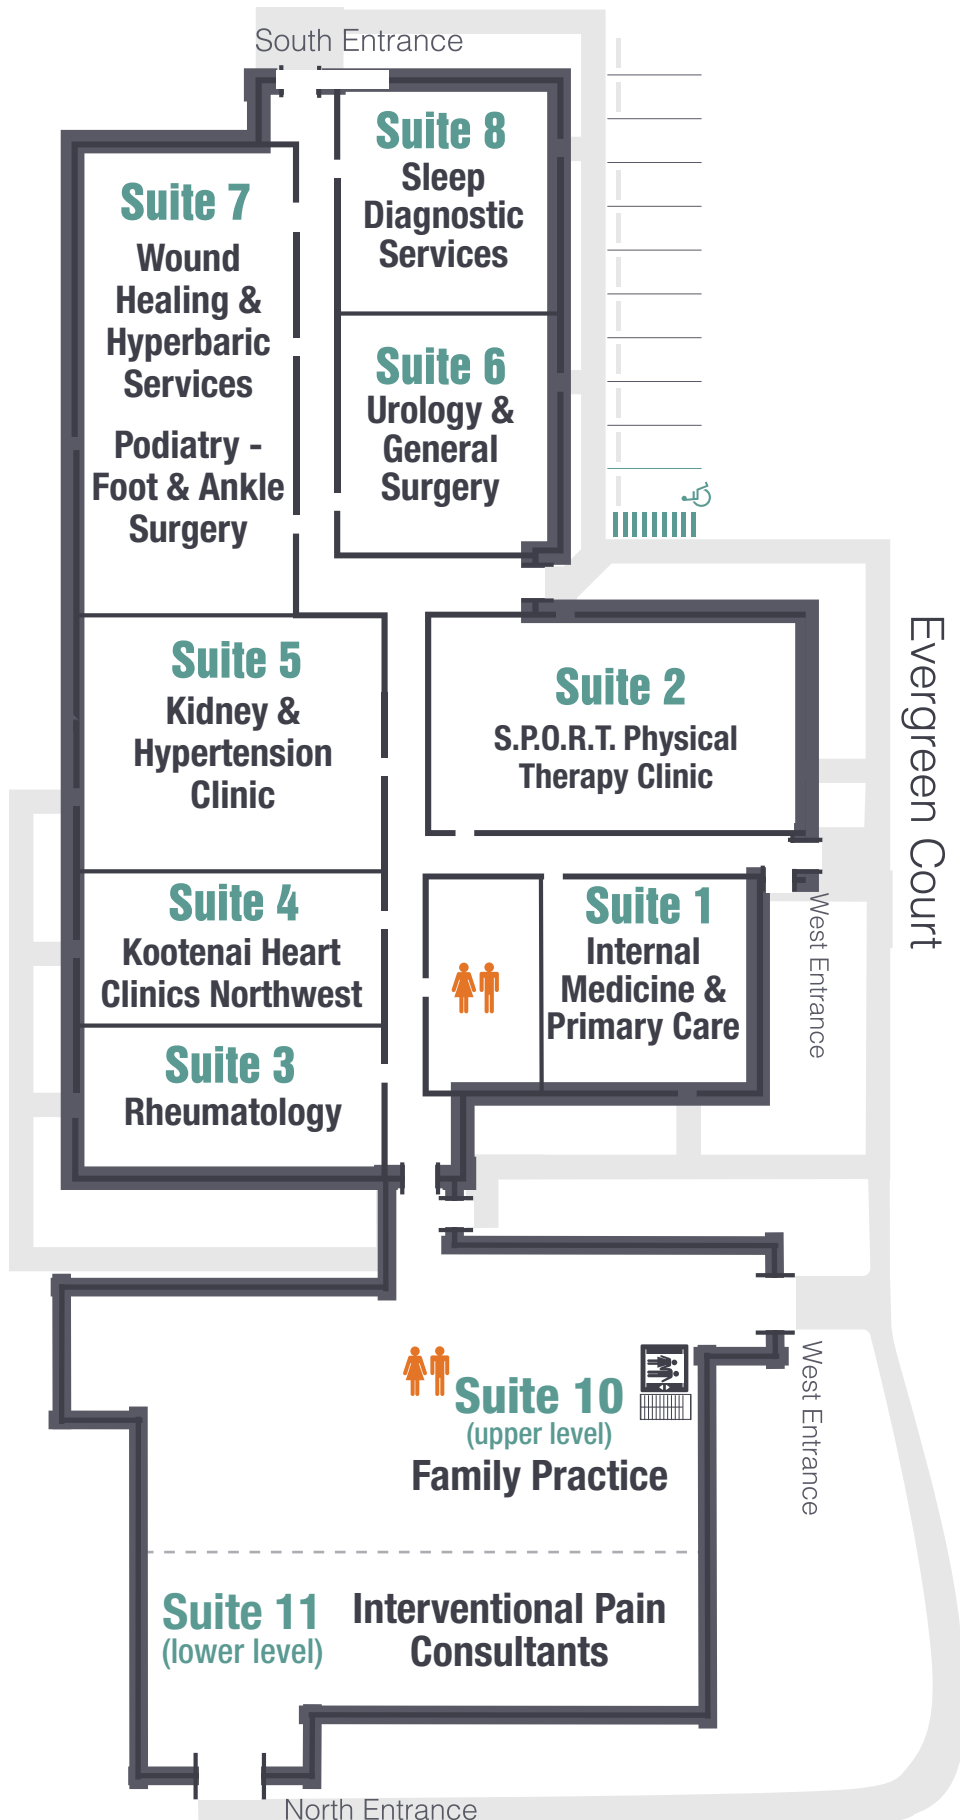 South Entrance
Suite 8
Sleep
Diagnostic
Services
Suite 7
Wound
Healing &
Hyperbaric
Services
Podiatry -
Foot & Ankle
Surgery
Suite 6
Urology &
General
Surgery
Suite 5
Kidney &
Hypertension
Clinic
Suite 2
S.P.O.R.T. Physical
Therapy Clinic
Evergreen Court
Suite 4
Kootenai Heart
Clinics Northwest
Suite 1
Internal
Medicine &
Primary Care
West Entrance
Suite 3
Rheumatology
Suite 10
(upper level)
Family Practice
West Entrance
Suite 11
(lower level)
Interventional Pain
Consultants
North Entrance